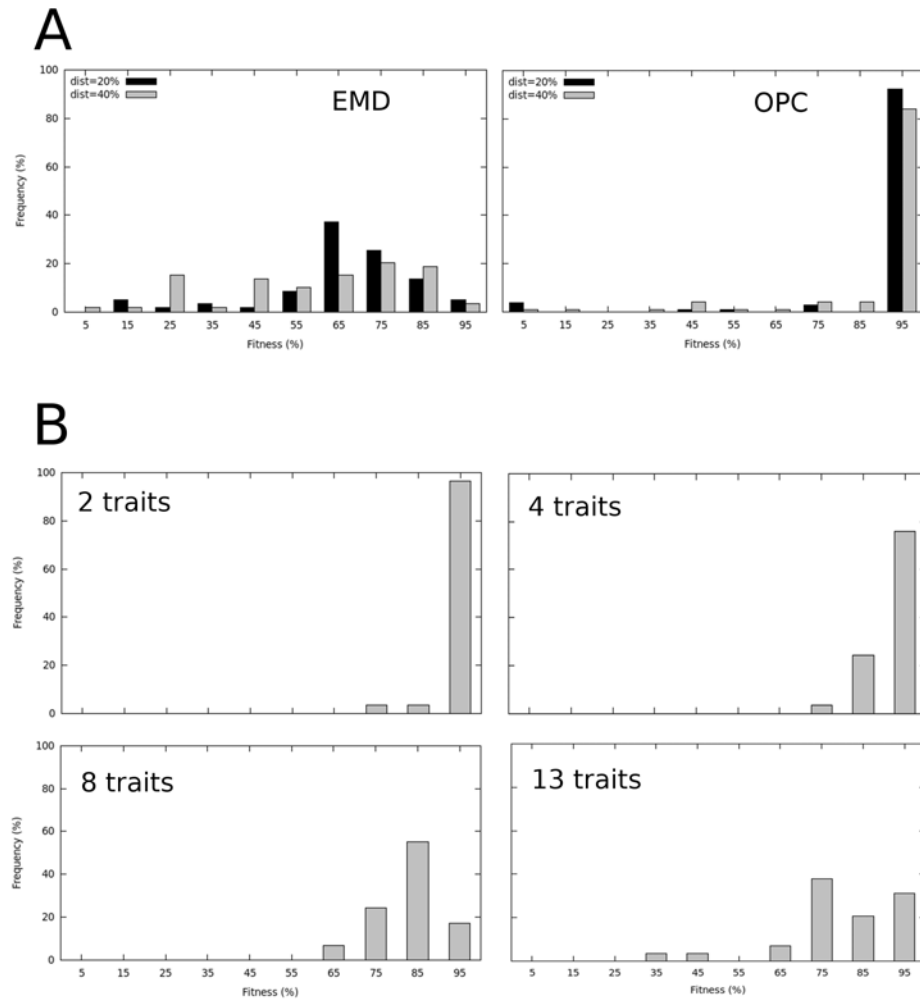 A
dist=20%
dist=40%
EMD
Frequency (%)
100
80
60
40
20
0
5 15 25 35 45 55 65 75 85 95
Fitness (%)
dist=20%
dist=40%
OPC
5 15 25 35 45 55 65 75 85 95
Fitness (%)
B
2 traits
Frequency (%)
100
80
60
40
20
0
4 traits
8 traits
Frequency (%)
100
80
60
40
20
0
5 15 25 35 45 55 65 75 85 95
Fitness (%)
13 traits
5 15 25 35 45 55 65 75 85 95
Fitness (%)